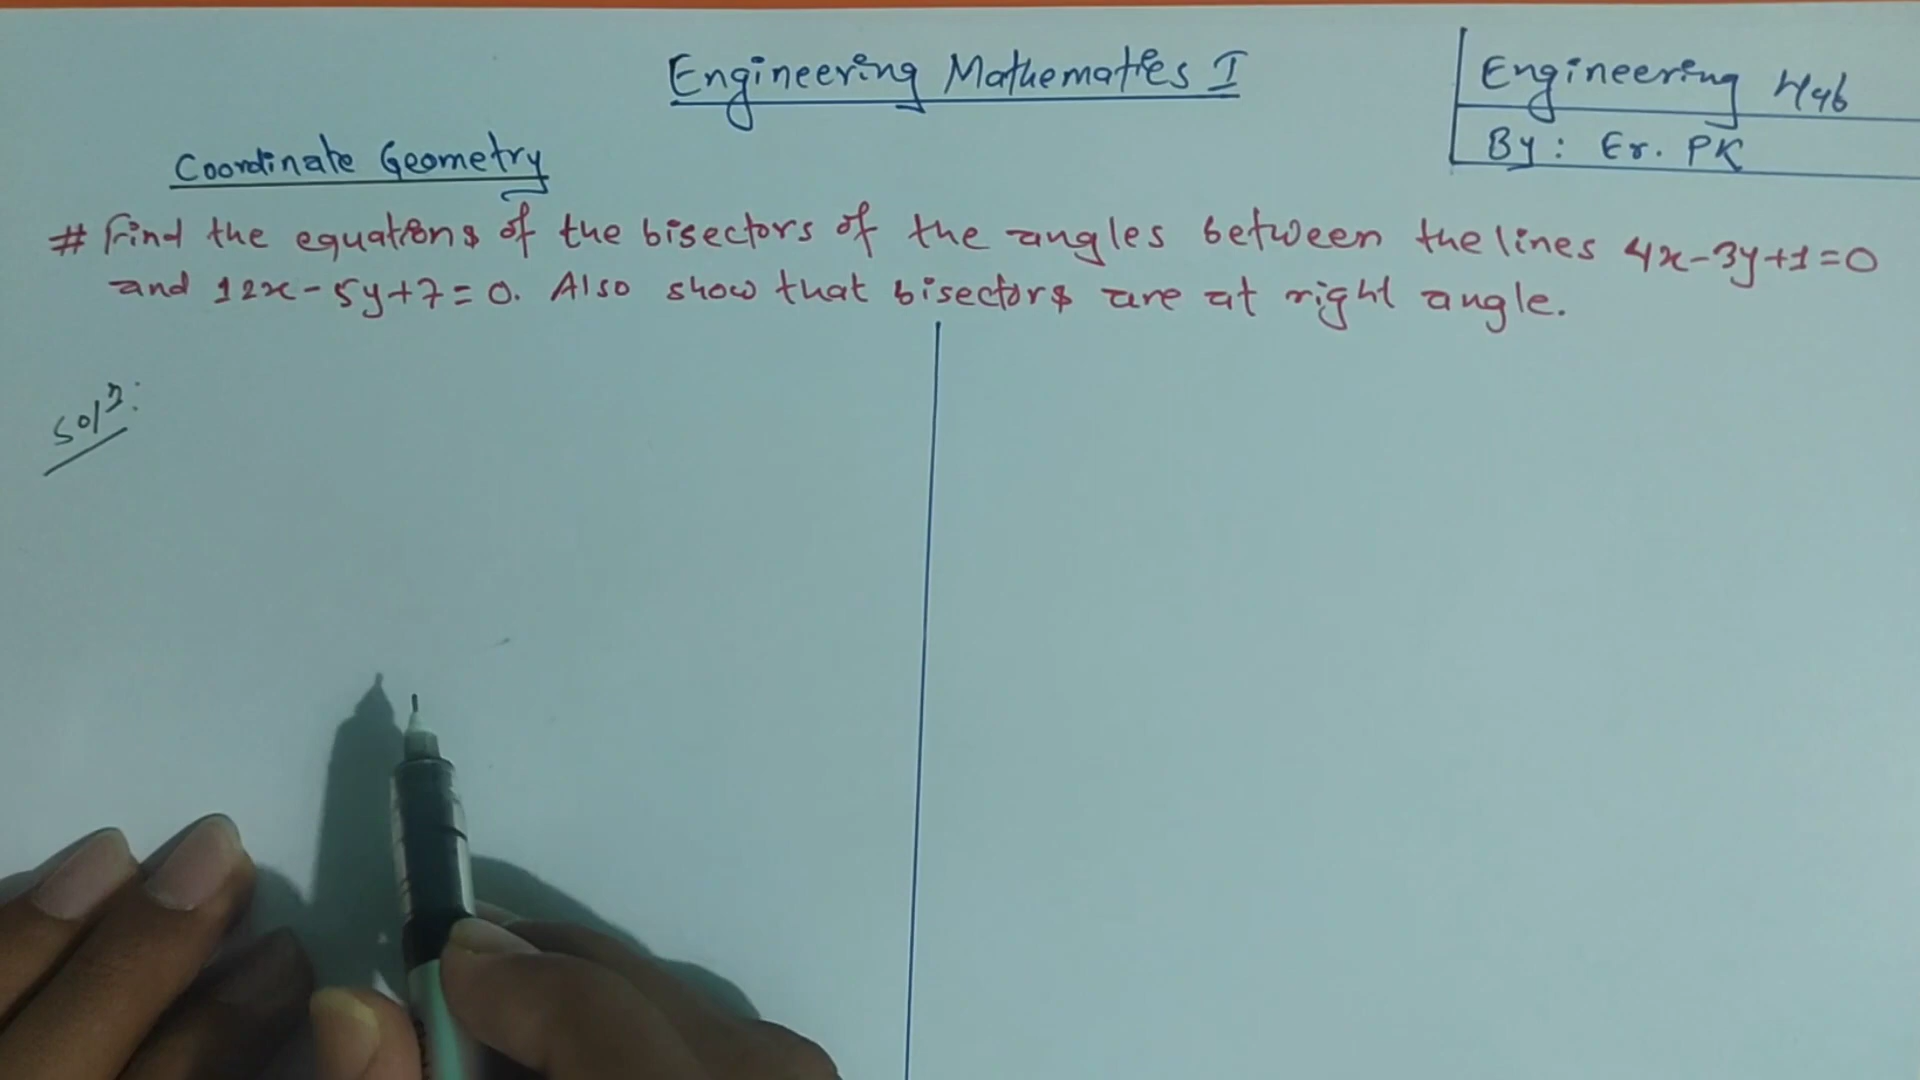 Engineering Mathematics I
Engineering Hub
By: Er. PK
Coordinate Geometry
# Find the equations of the bisectors of the angles between the lines 4x-3y+1=0
and 12x-5y+7=0. Also show that bisectors are at right angle.
Solⁿ: